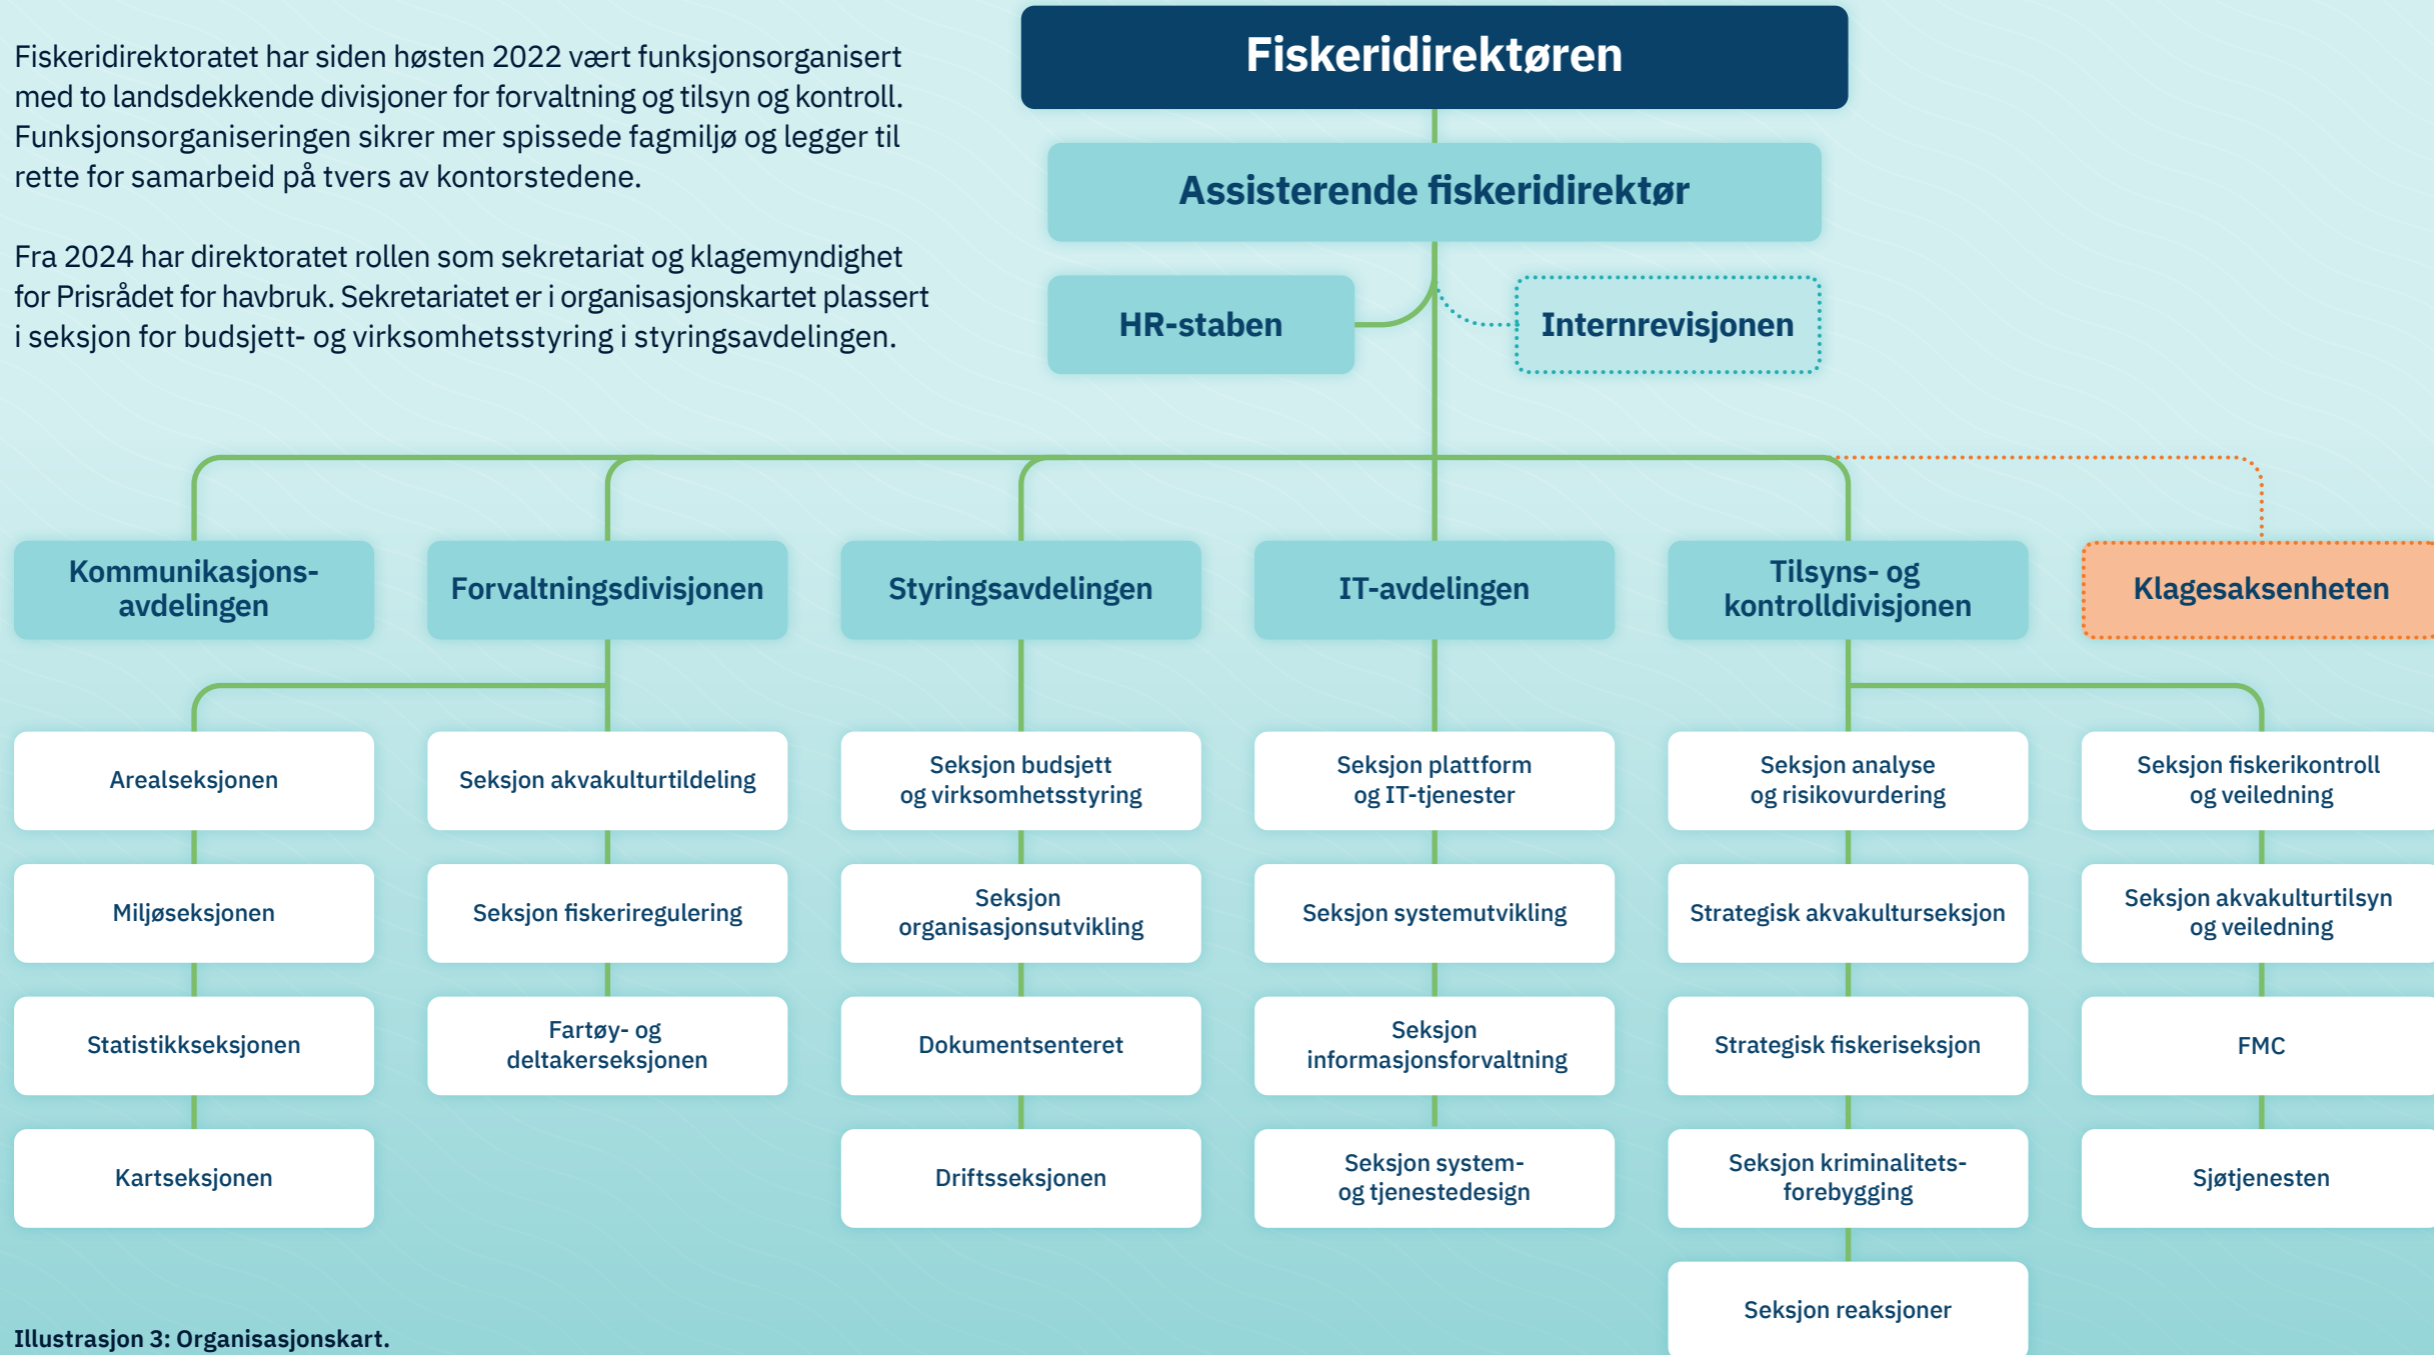 Fiskeridirektoratet har siden høsten 2022 vært funksjonsorganisert
med to landsdekkende divisjoner for forvaltning og tilsyn og kontroll.
Funksjonsorganiseringen sikrer mer spissede fagmiljø og legger til
rette for samarbeid på tvers av kontorstedene.
Fra 2024 har direktoratet rollen som sekretariat og klagemyndighet
for Prisrådet for havbruk. Sekretariatet er i organisasjonskartet plassert
i seksjon for budsjett- og virksomhetsstyring i styringsavdelingen.
Fiskeridirektøren
Assisterende fiskeridirektør
HR-staben
Internrevisjonen
Kommunikasjons-
avdelingen
Forvaltningsdivisjonen
Styringsavdelingen
IT-avdelingen
Tilsyns- og
kontrolldivisjonen
Klagesaksenheten
Arealseksjonen
Miljøseksjonen
Statistikkseksjonen
Kartseksjonen
Seksjon akvakulturtildeling
Seksjon fiskeriregulering
Fartøy- og
deltakerseksjonen
Seksjon budsjett
og virksomhetsstyring
Seksjon
organisasjonsutvikling
Dokumentsenteret
Driftsseksjonen
Seksjon plattform
og IT-tjenester
Seksjon systemutvikling
Seksjon
informasjonsforvaltning
Seksjon system-
og tjenestedesign
Seksjon analyse
og risikovurdering
Strategisk akvakulturseksjon
Strategisk fiskeriseksjon
Seksjon kriminalitets-
forebygging
Seksjon reaksjoner
Seksjon fiskerikontroll
og veiledning
Seksjon akvakulturtilsyn
og veiledning
FMC
Sjøtjenesten
Illustrasjon 3: Organisasjonskart.